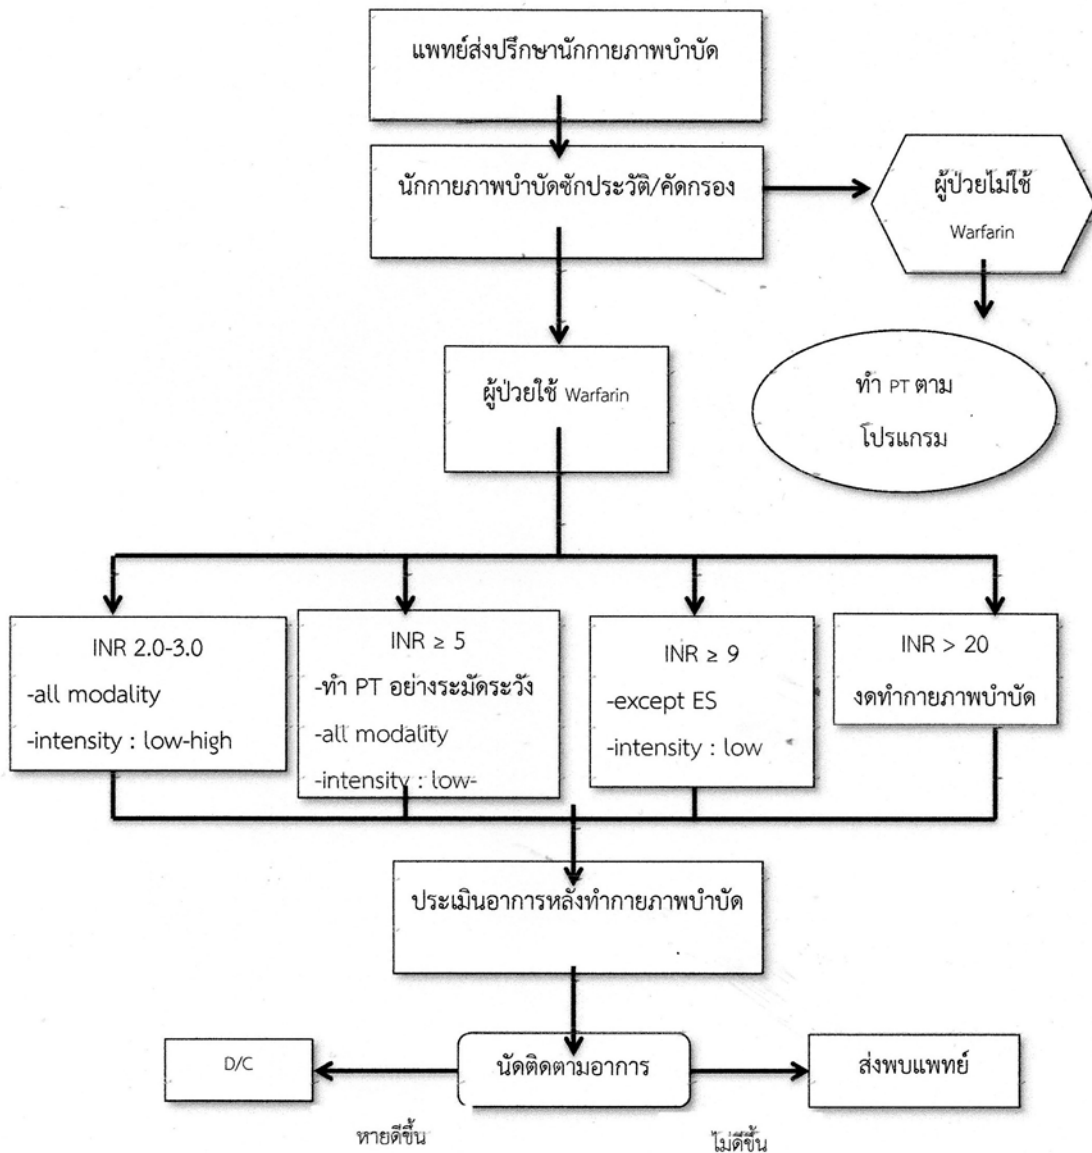 แพทย์ส่งปรึกษานักกายภาพบำบัด
นักกายภาพบำบัดซักประวัติ/คัดกรอง
ผู้ป่วยไม่ใช้
Warfarin
ผู้ป่วยใช้ Warfarin
ทำ PT ตาม
โปรแกรม
INR 2.0-3.0
-all modality
-intensity : low-high
INR ≥ 5
-ทำ PT อย่างระมัดระวัง
-all modality
-intensity : low-
INR ≥ 9
-except ES
-intensity : low
INR > 20
งดทำกายภาพบำบัด
ประเมินอาการหลังทำกายภาพบำบัด
D/C
นัดติดตามอาการ
ส่งพบแพทย์
หายดีขึ้น
ไม่ดีขึ้น